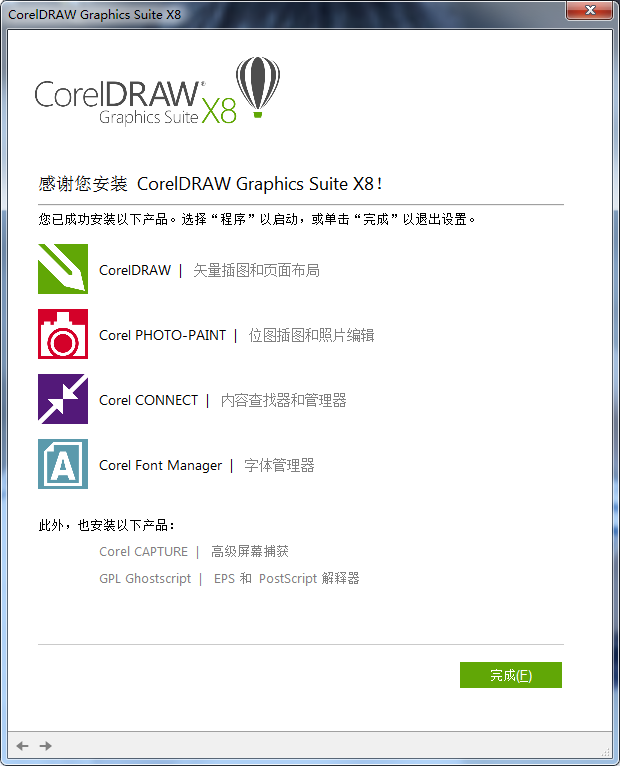 CorelDRAW Graphics Suite X8
CorelDRAW®
Graphics Suite X8
感谢您安装 CorelDRAW Graphics Suite X8！
您已成功安装以下产品。选择“程序”以启动，或单击“完成”以退出设置。
CorelDRAW | 矢量插图和页面布局
Corel PHOTO-PAINT | 位图插图和照片编辑
Corel CONNECT | 内容查找器和管理器
A Corel Font Manager | 字体管理器
此外，也安装以下产品：
Corel CAPTURE | 高级屏幕捕获
GPL Ghostscript | EPS 和 PostScript 解释器
完成(F)